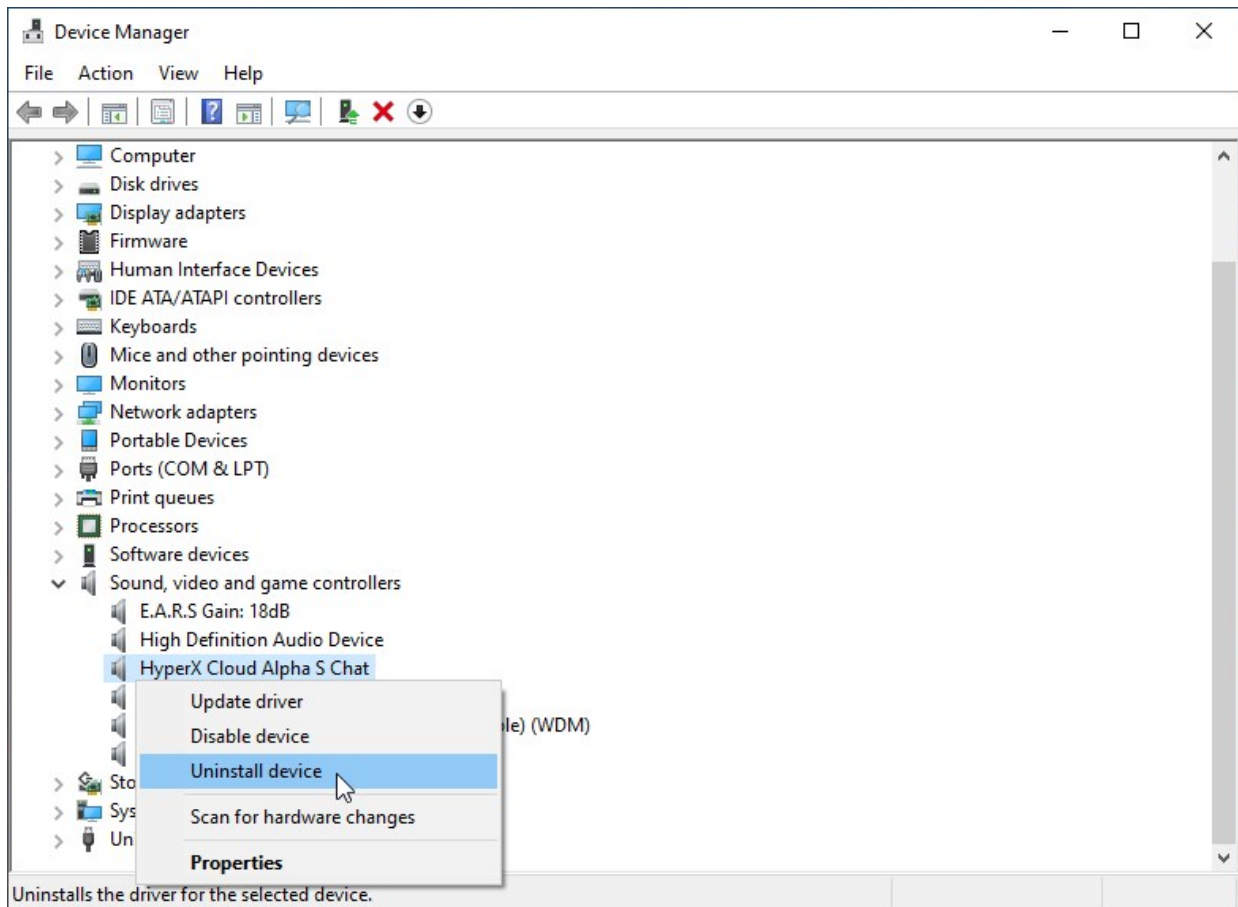 Device Manager
File Action View Help
Computer
Disk drives
Display adapters
Firmware
Human Interface Devices
IDE ATA/ATAPI controllers
Keyboards
Mice and other pointing devices
Monitors
Network adapters
Portable Devices
Ports (COM & LPT)
Print queues
Processors
Software devices
Sound, video and game controllers
E.A.R.S Gain: 18dB
High Definition Audio Device
HyperX Cloud Alpha S Chat
Update driver
le) (WDM)
Disable device
Uninstall device
Sto
Sys
Scan for hardware changes
Un
Properties
Uninstalls the driver for the selected device.